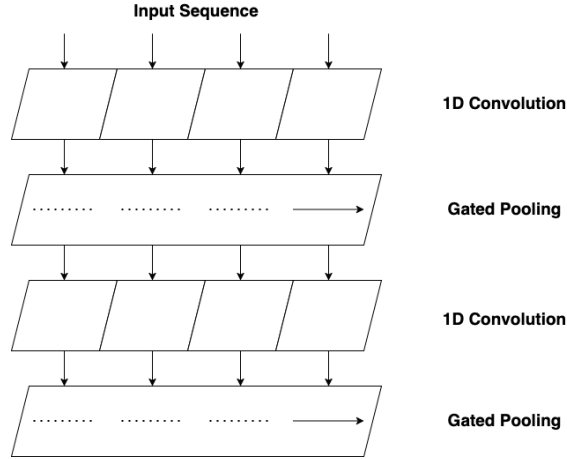 Input Sequence
1D Convolution
Gated Pooling
1D Convolution
Gated Pooling